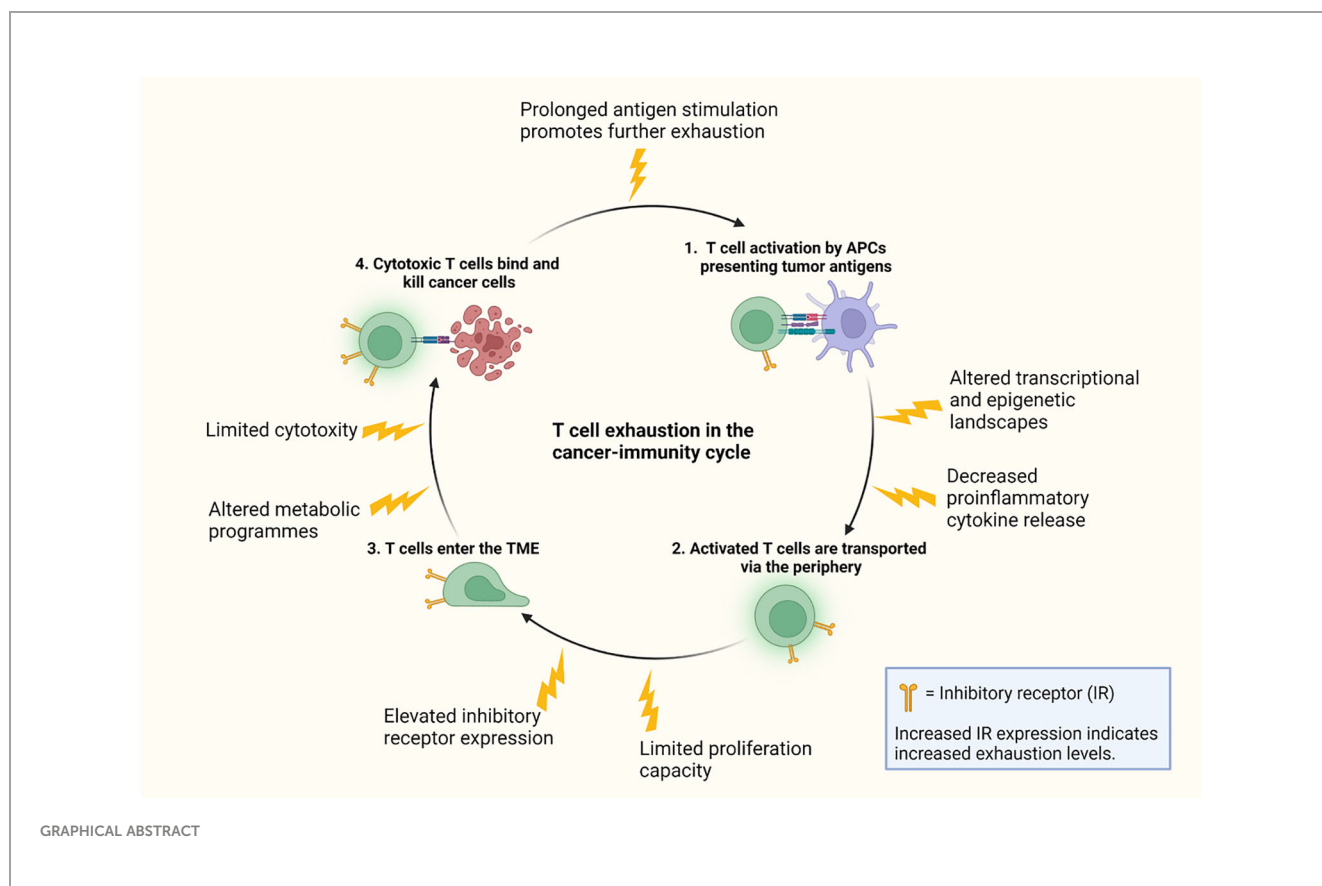 Prolonged antigen stimulation
promotes further exhaustion
1. T cell activation by APCs
presenting tumor antigens
4. Cytotoxic T cells bind and
kill cancer cells
Altered transcriptional
and epigenetic
landscapes
Limited cytotoxity
T cell exhaustion in the
cancer-immunity cycle
Decreased
proinflammatory
cytokine release
Altered metabolic
programmes
3. T cells enter the TME
2. Activated T cells are transported
via the periphery
Elevated inhibitory
receptor expression
Limited proliferation
capacity
= Inhibitory receptor (IR)
Increased IR expression indicates
increased exhaustion levels.
GRAPHICAL ABSTRACT